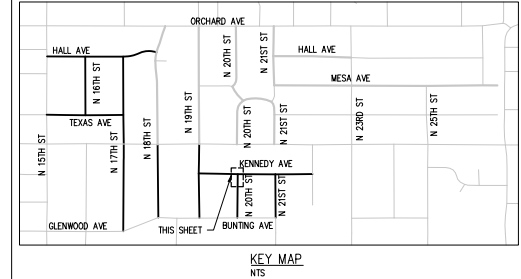 ORCHARD AVE
HALL AVE
N 16TH ST
TEXAS AVE
N 15TH ST
N 17TH ST
N 18TH ST
N 19TH ST
N 20TH ST
N 21ST ST
HALL AVE
MESA AVE
N 20TH ST
N 21ST ST
N 23RD ST
N 25TH ST
KENNEDY AVE
N 20TH ST
N 21ST ST
GLENWOOD AVE
THIS SHEET
BUNTING AVE
KEY MAP
NTS